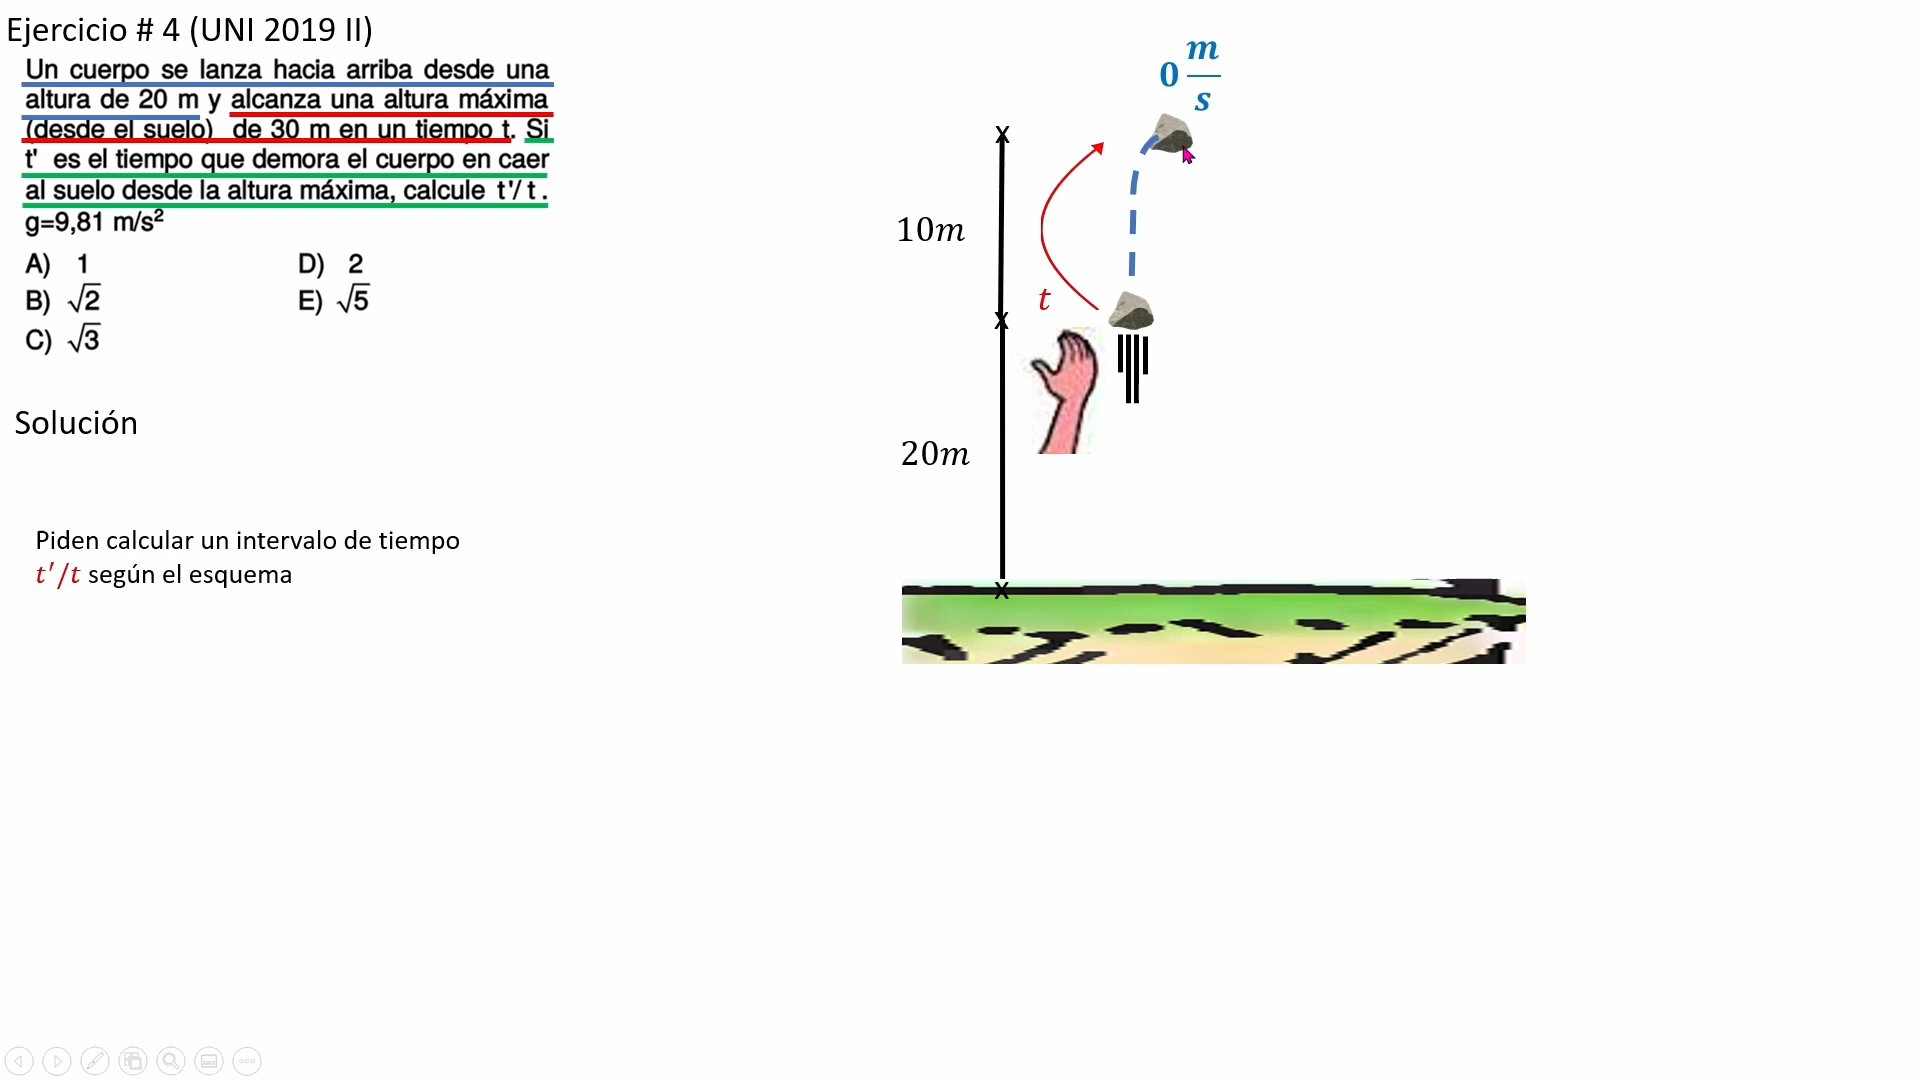 Ejercicio # 4 (UNI 2019 II)
Un cuerpo se lanza hacia arriba desde una
altura de 20 m y alcanza una altura máxima
(desde el suelo) de 30 m en un tiempo t. Si
t' es el tiempo que demora el cuerpo en caer
al suelo desde la altura máxima, calcule t'/t.
g=9,81 m/s²
A) 1
B) √2
C) √3
D) 2
E) √5
Solución
Piden calcular un intervalo de tiempo
t′/t según el esquema
0 m/s
x
10m
t
x
20m
x